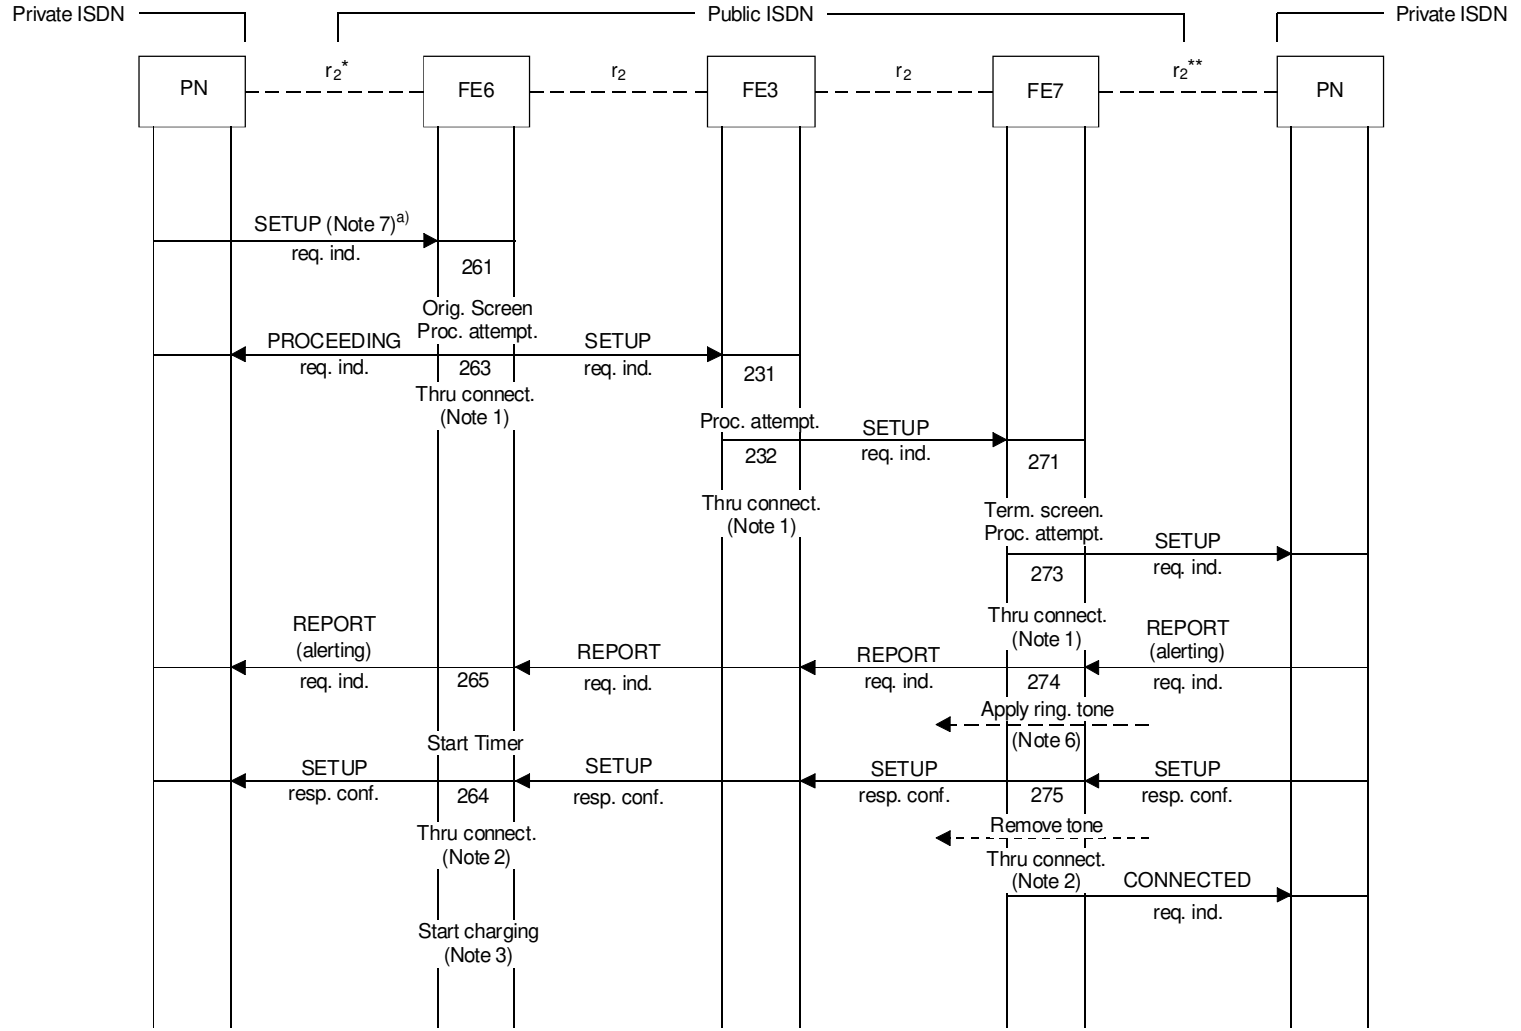 Private ISDN
Public ISDN
Private ISDN
PN
r2*
FE6
r2
FE3
r2
FE7
r2**
PN
SETUP (Note 7)a)
req. ind.
261
Orig. Screen
Proc. attempt.
PROCEEDING
req. ind.
263
SETUP
req. ind.
231
Thru connect.
(Note 1)
Proc. attempt.
232
SETUP
req. ind.
271
Thru connect.
(Note 1)
Term. screen.
Proc. attempt.
273
SETUP
req. ind.
Thru connect.
(Note 1)
REPORT
(alerting)
req. ind.
265
REPORT
req. ind.
REPORT
req. ind.
274
REPORT
(alerting)
req. ind.
Apply ring. tone
(Note 6)
Start Timer
SETUP
resp. conf.
264
SETUP
resp. conf.
SETUP
resp. conf.
275
SETUP
resp. conf.
Remove tone
Thru connect.
(Note 2)
Thru connect.
(Note 2)
CONNECTED
req. ind.
Start charging
(Note 3)